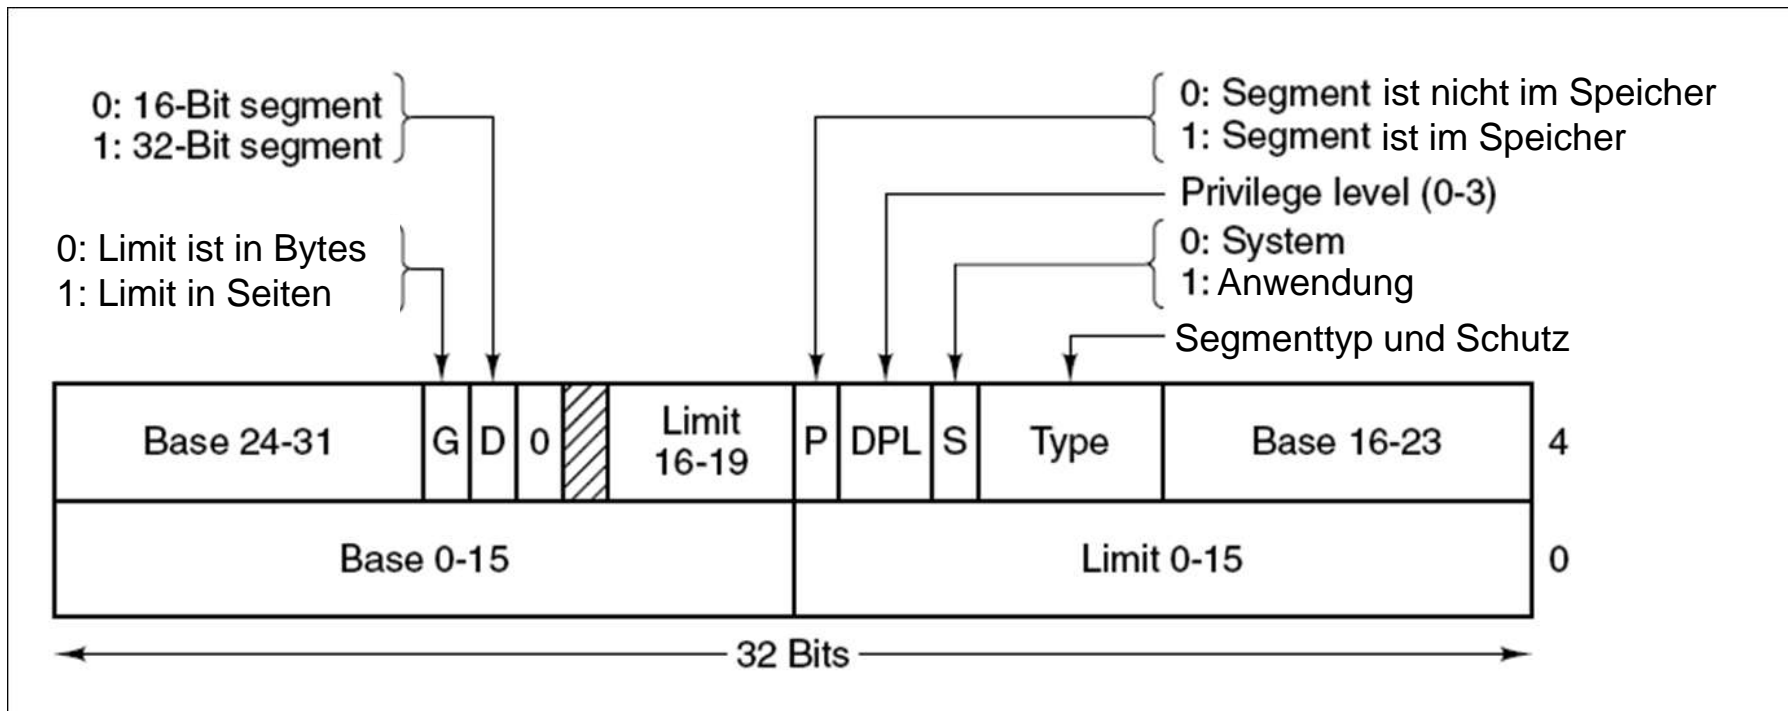 0: 16-Bit segment
1: 32-Bit segment
0: Segment ist nicht im Speicher
1: Segment ist im Speicher
Privilege level (0-3)
0: Limit ist in Bytes
1: Limit in Seiten
0: System
1: Anwendung
Segmenttyp und Schutz
Base 24-31
G
D
0
Limit
16-19
P
DPL
S
Type
Base 16-23
4
Base 0-15
Limit 0-15
0
32 Bits